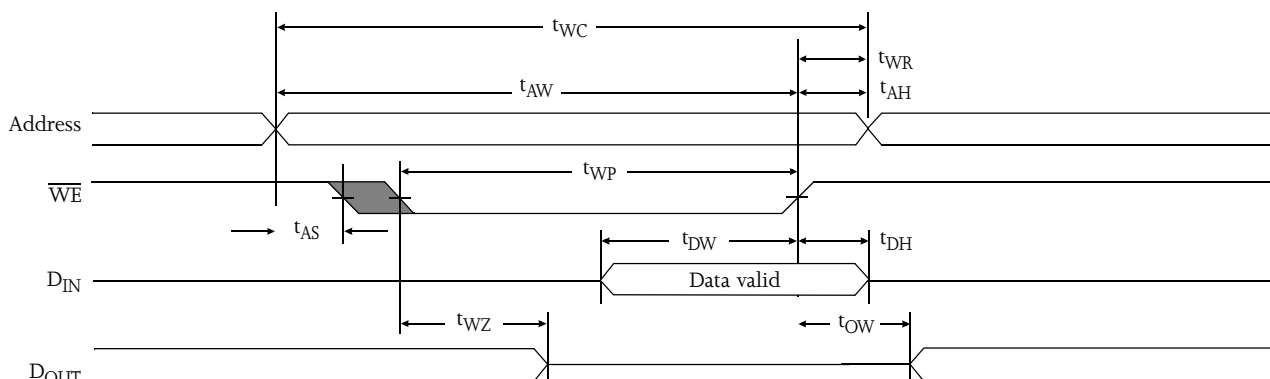 tWC
tWR
tAW
tAH
Address
tWP
WE
tAS
tDW
tDH
DIN
Data valid
tWZ
tOW
DOUT